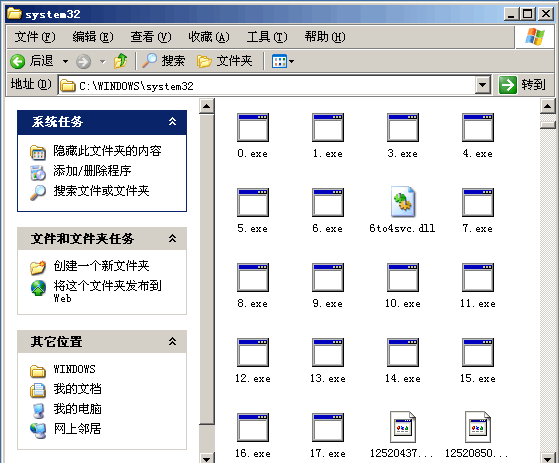 system32
文件(F) 编辑(E) 查看(V) 收藏(A) 工具(T) 帮助(H)
后退 搜索 文件夹
地址(D) C:\WINDOWS\system32 转到
系统任务
隐藏此文件夹的内容
添加/删除程序
搜索文件或文件夹
文件和文件夹任务
创建一个新文件夹
将这个文件夹发布到
Web
其它位置
WINDOWS
我的文档
我的电脑
网上邻居
0.exe 1.exe 3.exe 4.exe
5.exe 6.exe 6to4svc.dll 7.exe
8.exe 9.exe 10.exe 11.exe
12.exe 13.exe 14.exe 15.exe
16.exe 17.exe 12520437... 12520850...